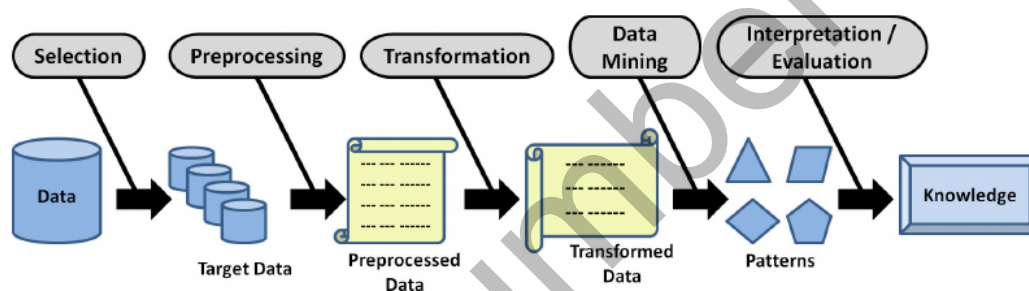 Selection
Preprocessing
Transformation
Data
Mining
Interpretation /
Evaluation
Data
Target Data
Preprocessed
Data
Transformed
Data
Patterns
Knowledge